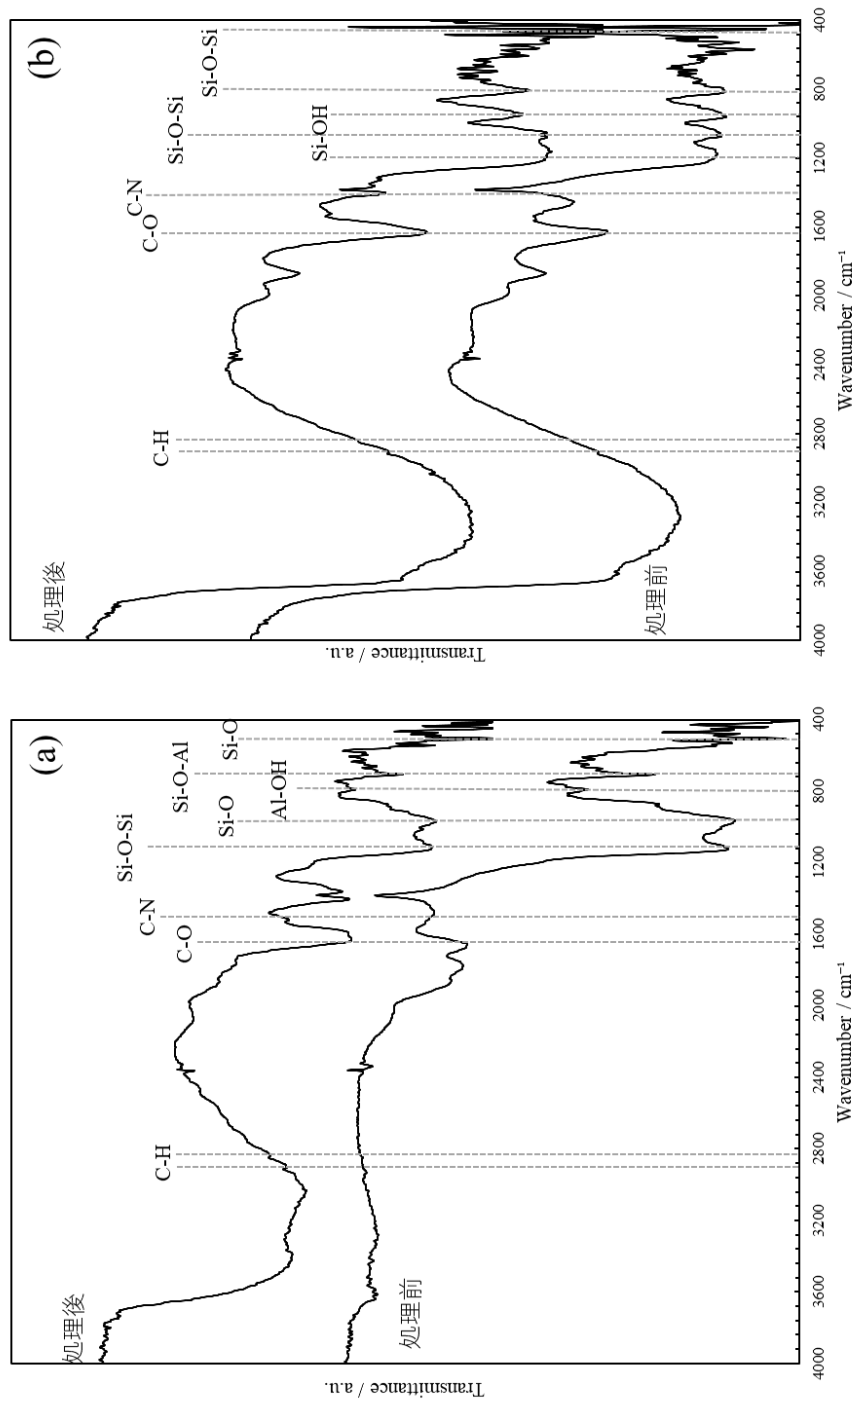 (a)
処理後
処理前
C-H
C-O
C-N
Si-O-Si
Si-O
Al-OH
Si-O-Al
Si-O
Transmittance / a.u.
4000 3600 3200 2800 2400 2000 1600 1200 800 400
Wavenumber / cm⁻¹
(b)
処理後
処理前
C-H
C-O
C-N
Si-OH
Si-O-Si
Si-O-Si
Transmittance / a.u.
4000 3600 3200 2800 2400 2000 1600 1200 800 400
Wavenumber / cm⁻¹